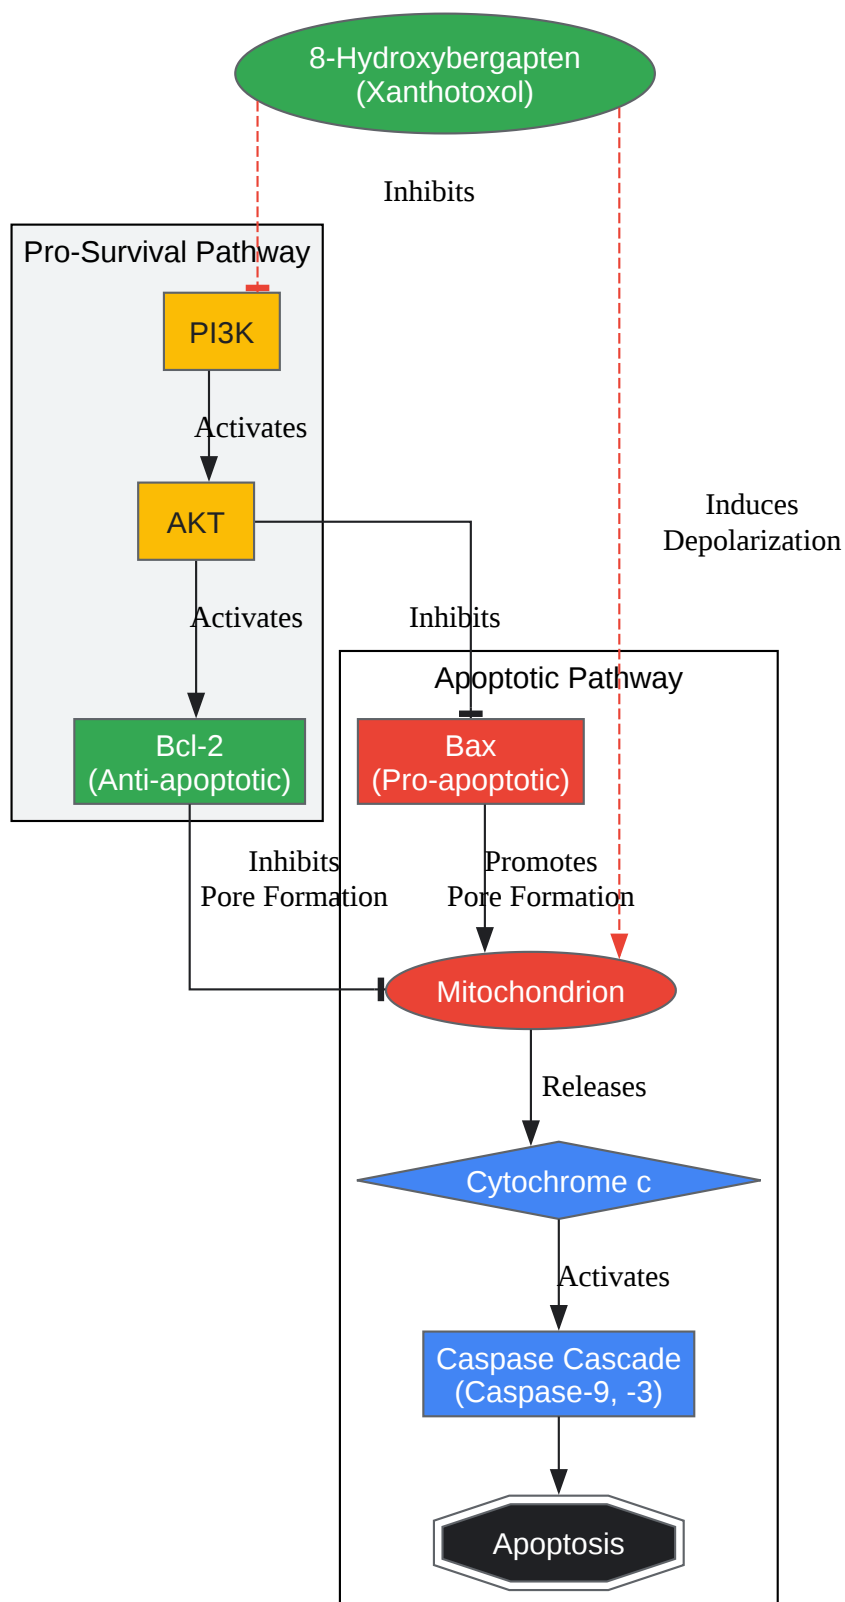 8-Hydroxybergapten
(Xanthotoxol)
Inhibits
Pro-Survival Pathway
PI3K
Activates
AKT
Induces
Depolarization
Activates
Inhibits
Apoptotic Pathway
Bcl-2
(Anti-apoptotic)
Bax
(Pro-apoptotic)
Inhibits
Pore Formation
Promotes
Pore Formation
Mitochondrion
Releases
Cytochrome c
Activates
Caspase Cascade
(Caspase-9, -3)
Apoptosis